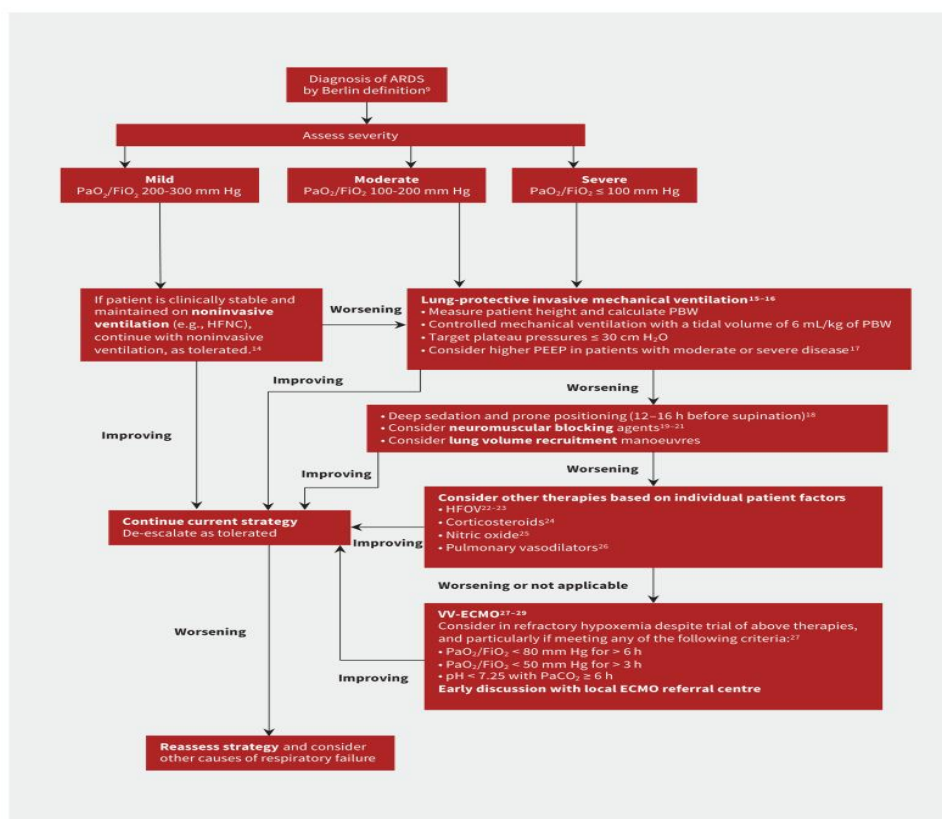 Diagnosis of ARDS
by Berlin definition⁹
Assess severity
Mild
PaO₂/FiO₂ 200-300 mm Hg
Moderate
PaO₂/FiO₂ 100-200 mm Hg
Severe
PaO₂/FiO₂ ≤ 100 mm Hg
If patient is clinically stable and
maintained on noninvasive
ventilation (e.g., HFNC),
continue with noninvasive
ventilation, as tolerated.¹⁴
Worsening
Lung-protective invasive mechanical ventilation¹⁵⁻¹⁶
• Measure patient height and calculate PBW
• Controlled mechanical ventilation with a tidal volume of 6 mL/kg of PBW
• Target plateau pressures ≤ 30 cm H₂O
• Consider higher PEEP in patients with moderate or severe disease¹⁷
Improving
Worsening
Improving
• Deep sedation and prone positioning (12–16 h before supination)¹⁸
• Consider neuromuscular blocking agents¹⁹⁻²¹
• Consider lung volume recruitment manoeuvres
Improving
Worsening
Consider other therapies based on individual patient factors
• HFOV²²⁻²³
• Corticosteroids²⁴
• Nitric oxide²⁵
• Pulmonary vasodilators²⁶
Continue current strategy
De-escalate as tolerated
Improving
Worsening or not applicable
VV-ECMO²⁷⁻²⁹
Consider in refractory hypoxemia despite trial of above therapies,
and particularly if meeting any of the following criteria:²⁷
• PaO₂/FiO₂ < 80 mm Hg for > 6 h
• PaO₂/FiO₂ < 50 mm Hg for > 3 h
• pH < 7.25 with PaCO₂ ≥ 6 h
Early discussion with local ECMO referral centre
Worsening
Improving
Reassess strategy and consider
other causes of respiratory failure